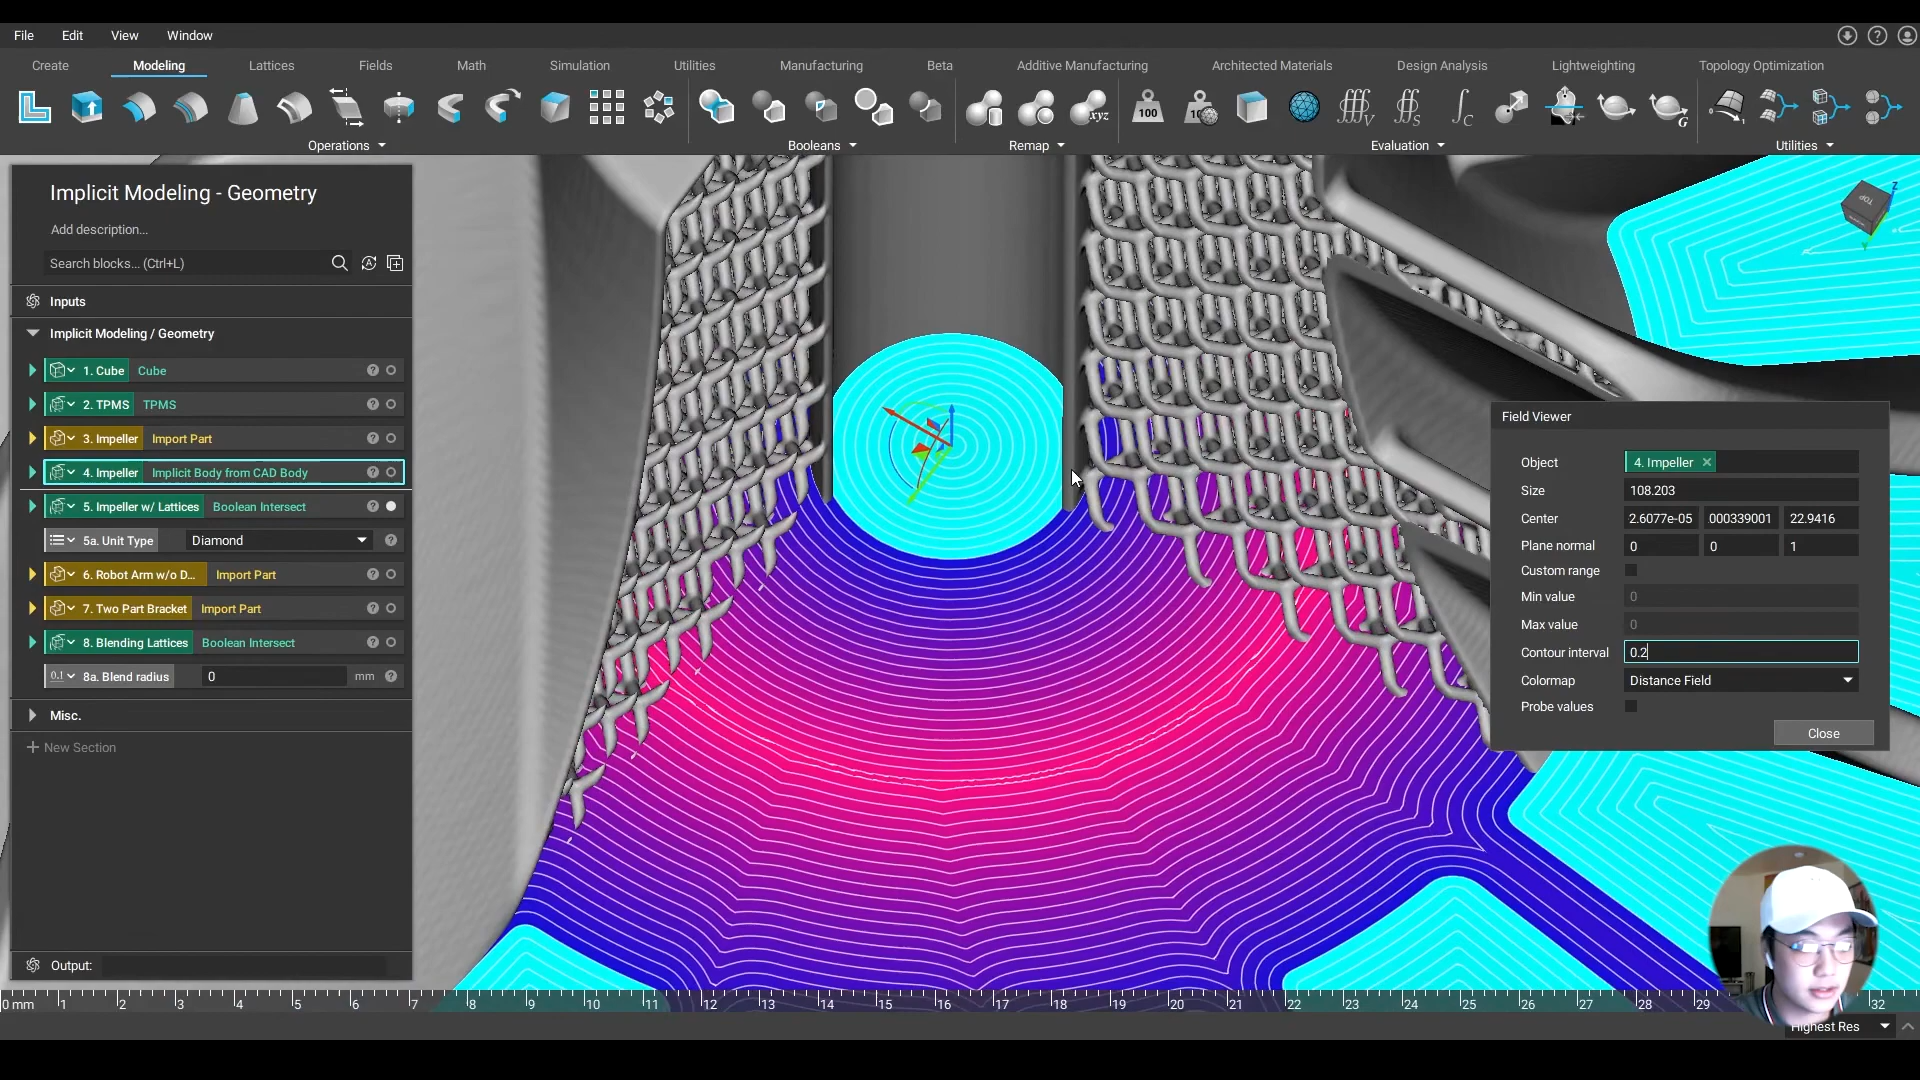 File Edit View Window
Create Modeling Lattices Fields Math Simulation Utilities Manufacturing Beta Additive Manufacturing Architected Materials Design Analysis Lightweighting Topology Optimization
Operations Booleans Remap Evaluation Utilities
Implicit Modeling - Geometry
Add description...
Search blocks... (Ctrl+L)
Inputs
Implicit Modeling / Geometry
1. Cube Cube
2. TPMS TPMS
3. Impeller Import Part
4. Impeller Implicit Body from CAD Body
5. Impeller w/ Lattices Boolean Intersect
5a. Unit Type Diamond
6. Robot Arm w/o D... Import Part
7. Two Part Bracket Import Part
8. Blending Lattices Boolean Intersect
8a. Blend radius 0 mm
Misc.
New Section
Output:
TOP
Z
Field Viewer
Object 4. Impeller
Size 108.203
Center 2.6077e-05 000339001 22.9416
Plane normal 0 0 1
Custom range
Min value 0
Max value 0
Contour interval 0.2
Colormap Distance Field
Probe values
Close
0 mm 1 2 3 4 5 6 7 8 9 10 11 12 13 14 15 16 17 18 19 20 21 22 23 24 25 26 27 28 29 32
Highest Res